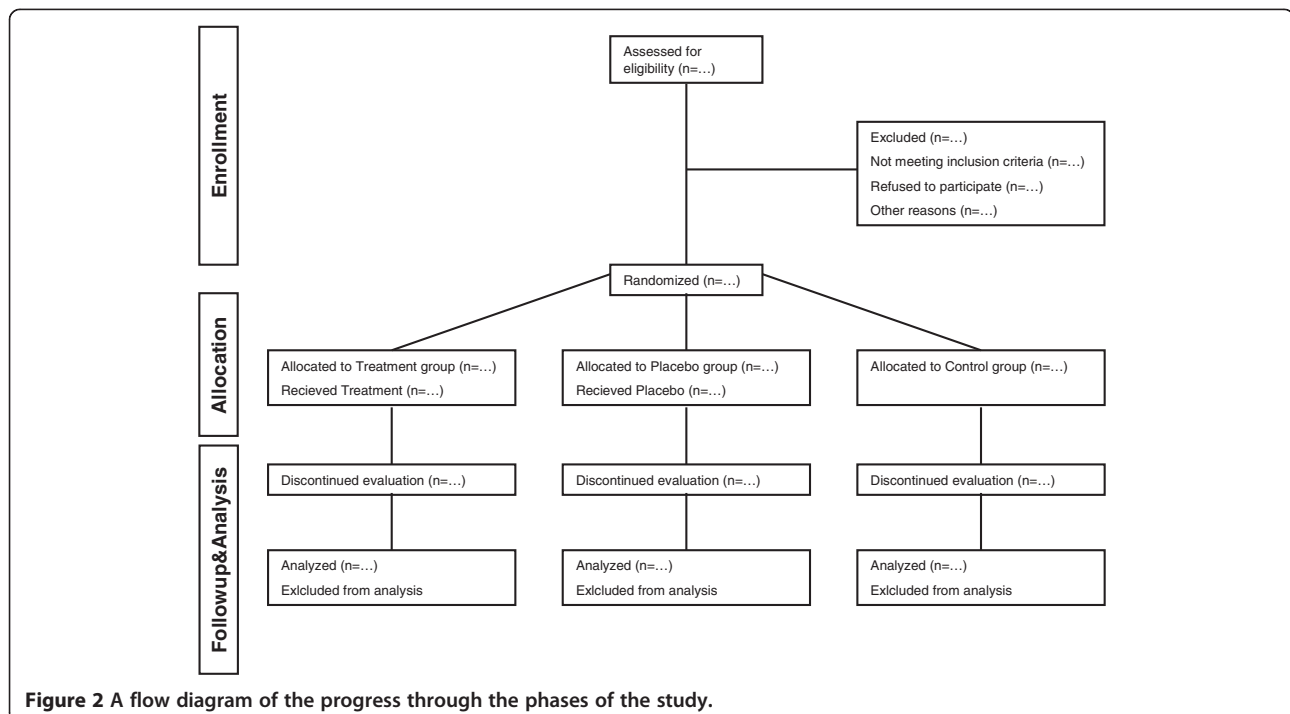 Enrollment
Assessed for
eligibility (n=...)
Excluded (n=...)
Not meeting inclusion criteria (n=...)
Refused to participate (n=...)
Other reasons (n=...)
Randomized (n=...)
Allocation
Allocated to Treatment group (n=...)
Recieved Treatment (n=...)
Allocated to Placebo group (n=...)
Recieved Placebo (n=...)
Allocated to Control group (n=...)
Followup&Analysis
Discontinued evaluation (n=...)
Discontinued evaluation (n=...)
Discontinued evaluation (n=...)
Analyzed (n=...)
Exlcluded from analysis
Analyzed (n=...)
Exlcluded from analysis
Analyzed (n=...)
Exlcluded from analysis
Figure 2 A flow diagram of the progress through the phases of the study.